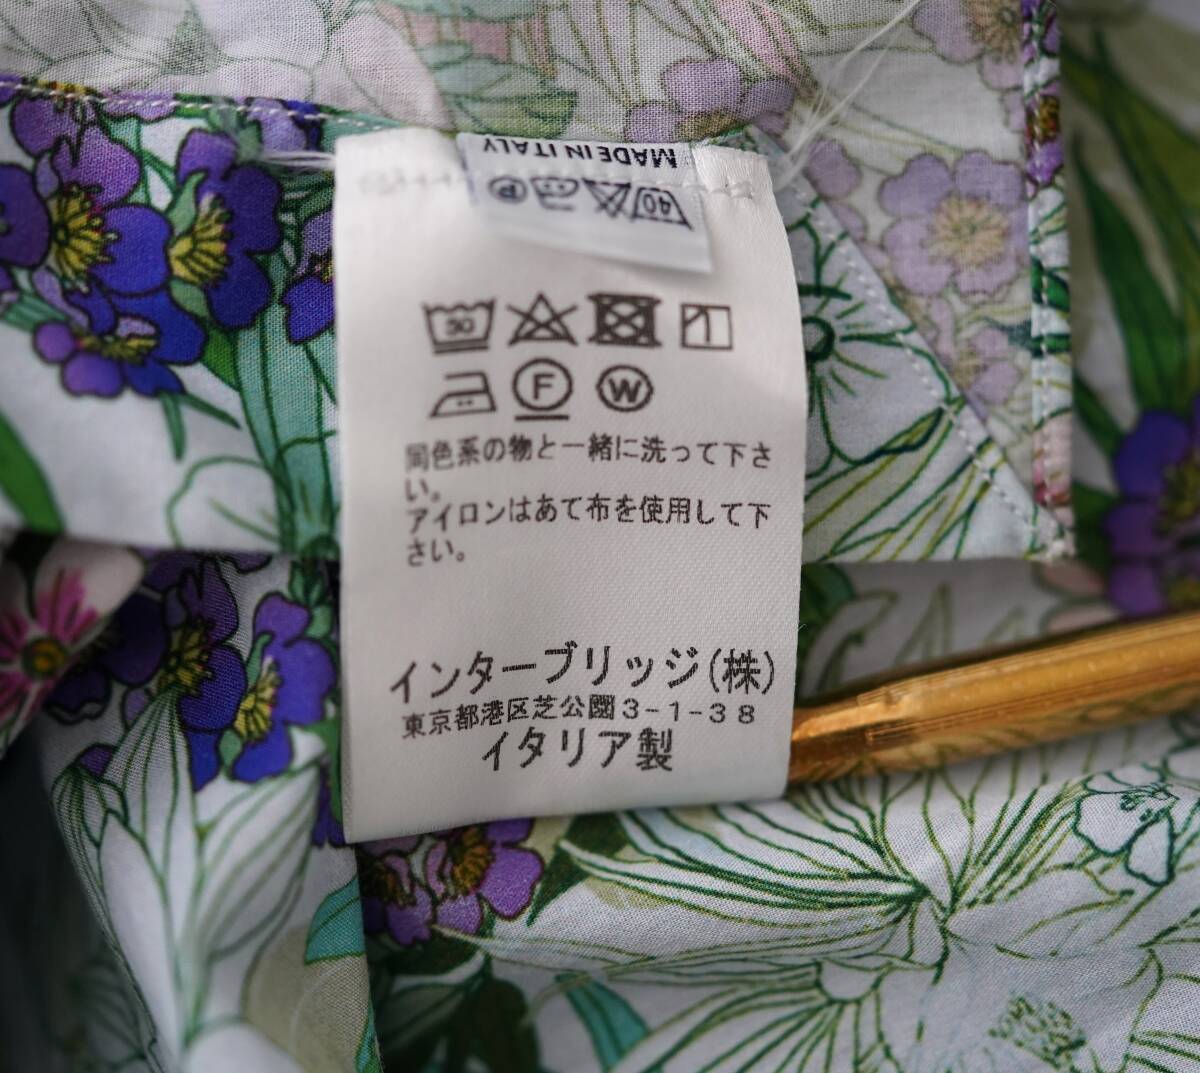 MADE IN ITALY
40 P
30
F W
同色系の物と一緒に洗って下さ
い。
アイロンはあて布を使用して下
さい。
インターブリッジ(株)
東京都港区芝公園3-1-38
イタリア製